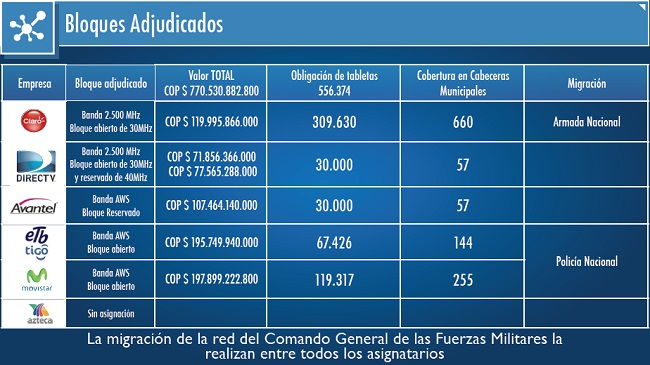 Bloques Adjudicados
Empresa
Bloque adjudicado
Valor TOTAL
COP $ 770.530.882.800
Obligación de tabletas
556.374
Cobertura en Cabeceras
Municipales
Migración
Claro
Banda 2.500 MHz
Bloque abierto de 30MHz
COP $ 119.995.866.000
309.630
660
Armada Nacional
DIRECTV
Banda 2.500 MHz
Bloque abierto de 30MHz
y reservado de 40MHz
COP $ 71.856.366.000
COP $ 77.565.288.000
30.000
57
Avantel
Banda AWS
Bloque Reservado
COP $ 107.464.140.000
30.000
57
eTb
tigo
Banda AWS
Bloque abierto
COP $ 195.749.940.000
67.426
144
Policía Nacional
movistar
Banda AWS
Bloque abierto
COP $ 197.899.222.800
119.317
255
azteca
Sin asignación
La migración de la red del Comando General de las Fuerzas Militares la
realizan entre todos los asignatarios